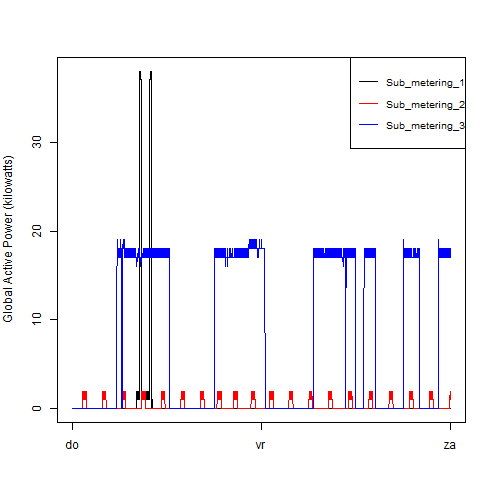 Sub_metering_1
Sub_metering_2
Sub_metering_3
Global Active Power (kilowatts)
30
20
10
0
do vr za